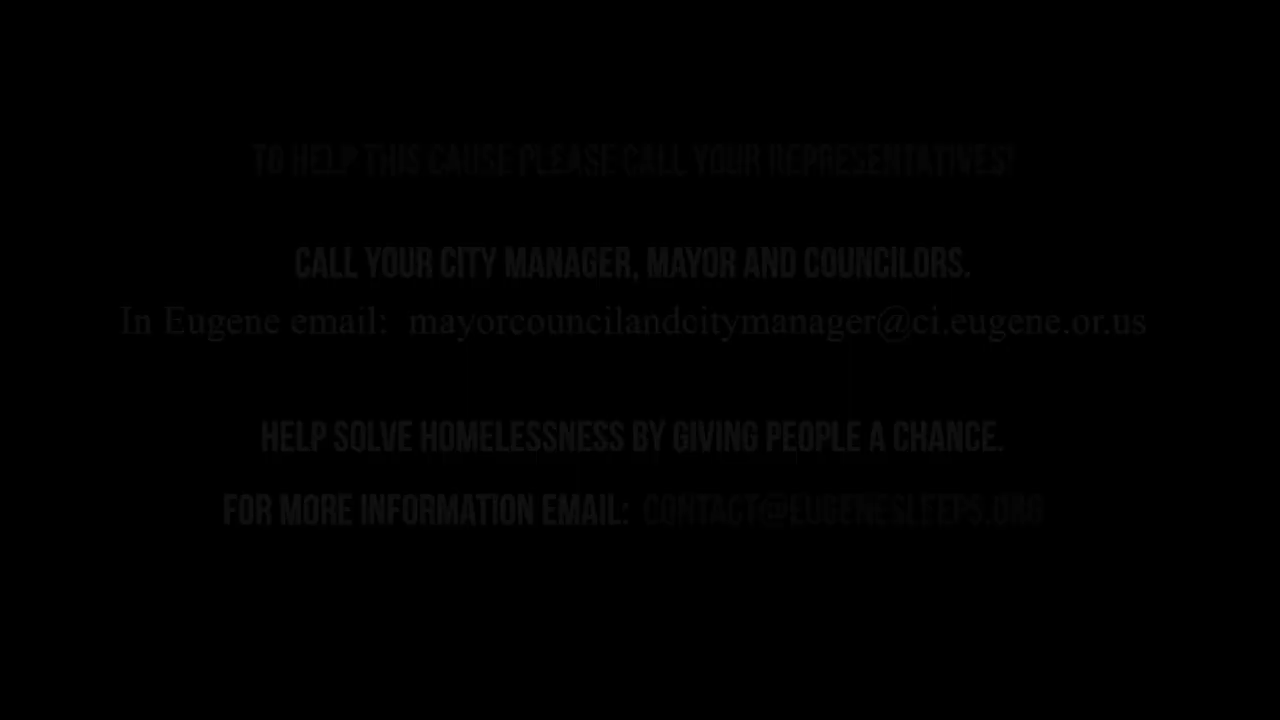 TO HELP THIS CAUSE PLEASE CALL YOUR REPRESENTATIVES!
CALL YOUR CITY MANAGER, MAYOR AND COUNCILORS.
In Eugene email: mayorcouncilandcitymanager@ci.eugene.or.us
HELP SOLVE HOMELESSNESS BY GIVING PEOPLE A CHANCE.
FOR MORE INFORMATION EMAIL: CONTACT@EUGENESLEEPS.ORG